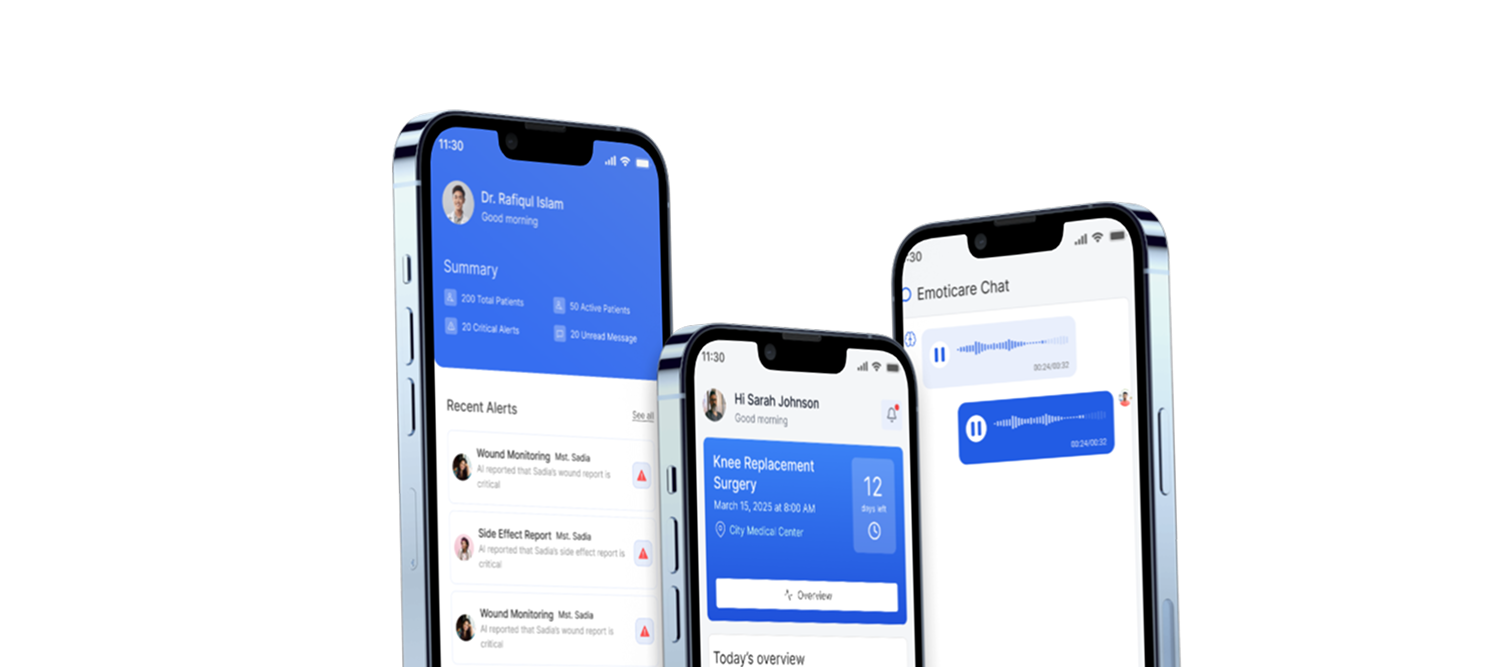 11:30
Dr. Rafiqul Islam
Good morning
Summary
200 Total Patients
50 Active Patients
20 Critical Alerts
20 Unread Message
Recent Alerts
See all
Wound Monitoring Mst. Sadia
AI reported that Sadia's wound report is
critical
Side Effect Report Mst. Sadia
AI reported that Sadia's side effect report is
critical
Wound Monitoring Mst. Sadia
AI reported that Sadia's wound report is
critical
11:30
Hi Sarah Johnson
Good morning
Knee Replacement
Surgery
March 15, 2025 at 8:00 AM
City Medical Center
12
days left
Overview
Today's overview
:30
Emoticare Chat
00:24/00:32
00:24/00:32